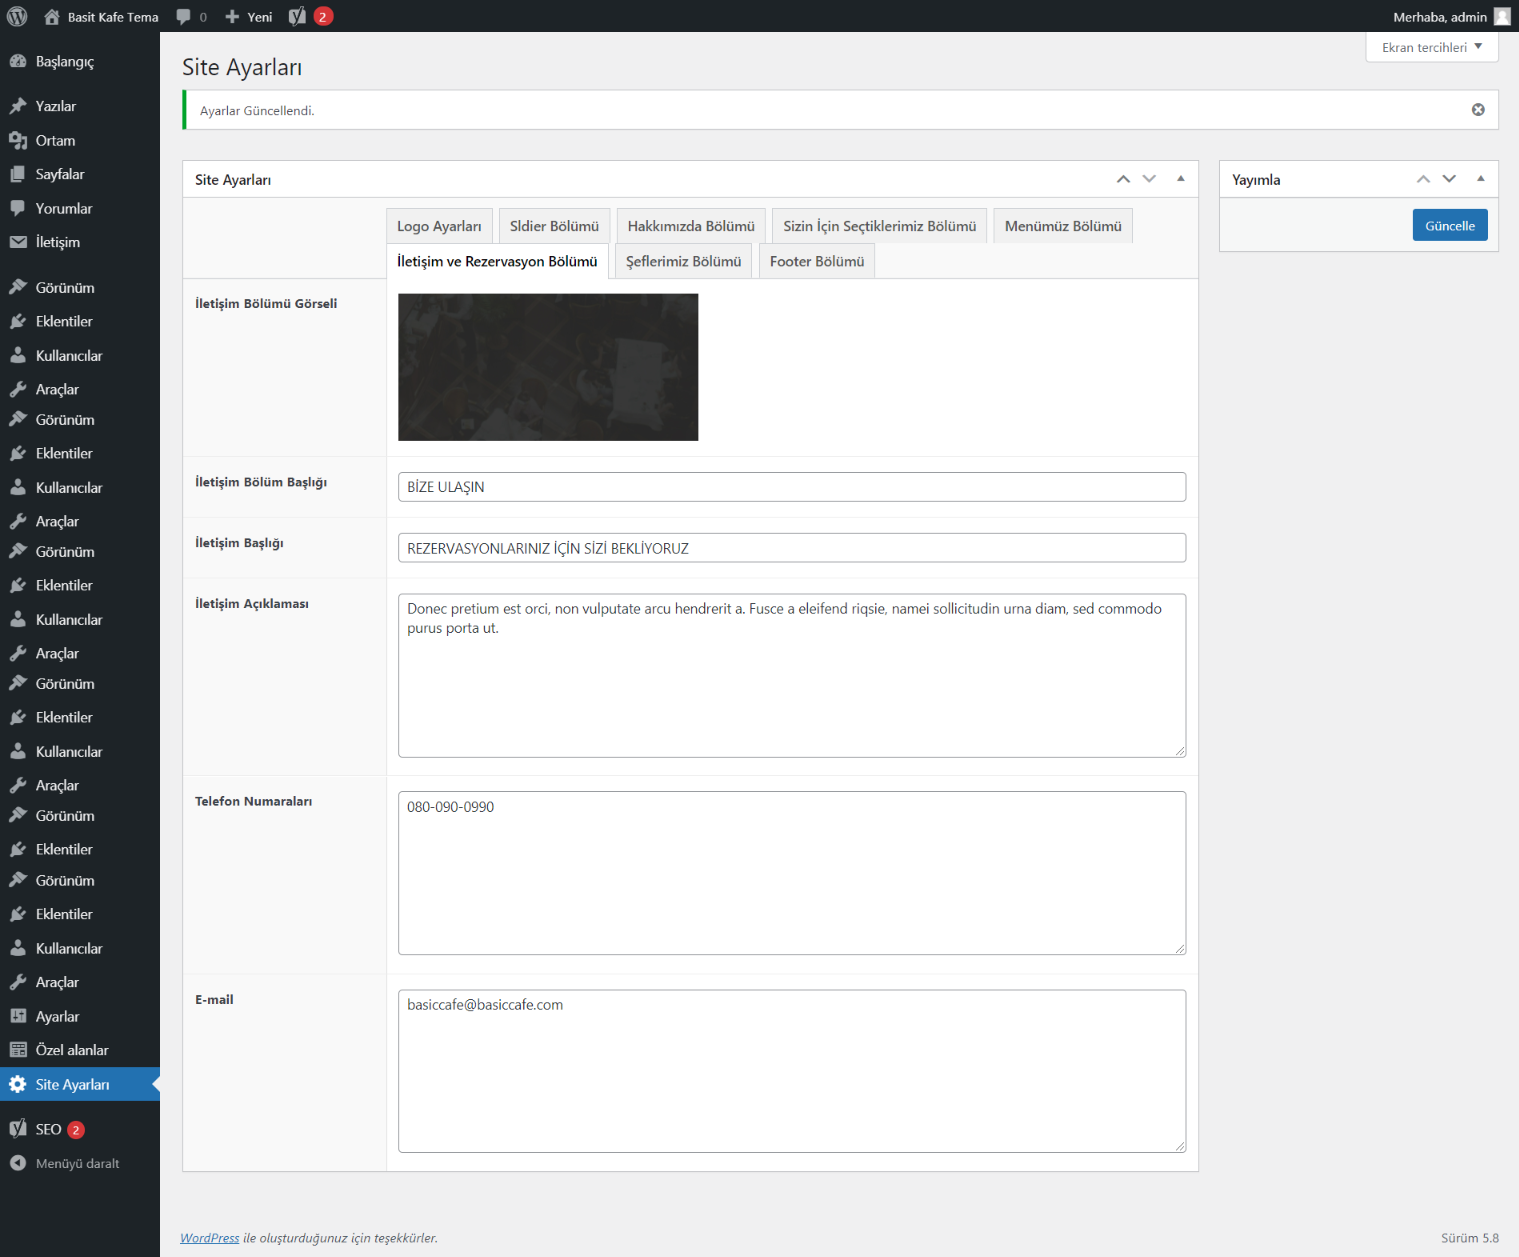 Basit Kafe Tema 0 Yeni 2 Merhaba, admin
Ekran tercihleri
Başlangıç
Yazılar
Ortam
Sayfalar
Yorumlar
İletişim
Görünüm
Eklentiler
Kullanıcılar
Araçlar
Görünüm
Eklentiler
Kullanıcılar
Araçlar
Görünüm
Eklentiler
Kullanıcılar
Araçlar
Görünüm
Eklentiler
Kullanıcılar
Araçlar
Görünüm
Eklentiler
Görünüm
Eklentiler
Kullanıcılar
Araçlar
Ayarlar
Özel alanlar
Site Ayarları
SEO 2
Menüyü daralt
Site Ayarları
Ayarlar Güncellendi.
Site Ayarları
Logo Ayarları Sldier Bölümü Hakkımızda Bölümü Sizin İçin Seçtiklerimiz Bölümü Menümüz Bölümü
İletişim ve Rezervasyon Bölümü Şeflerimiz Bölümü Footer Bölümü
İletişim Bölümü Görseli
İletişim Bölüm Başlığı
BİZE ULAŞIN
İletişim Başlığı
REZERVASYONLARINIZ İÇİN SİZİ BEKLİYORUZ
İletişim Açıklaması
Donec pretium est orci, non vulputate arcu hendrerit a. Fusce a eleifend riqsie, namei sollicitudin urna diam, sed commodo
purus porta ut.
Telefon Numaraları
080-090-0990
E-mail
basiccafe@basiccafe.com
Yayımla
Güncelle
WordPress ile oluşturduğunuz için teşekkürler.
Sürüm 5.8